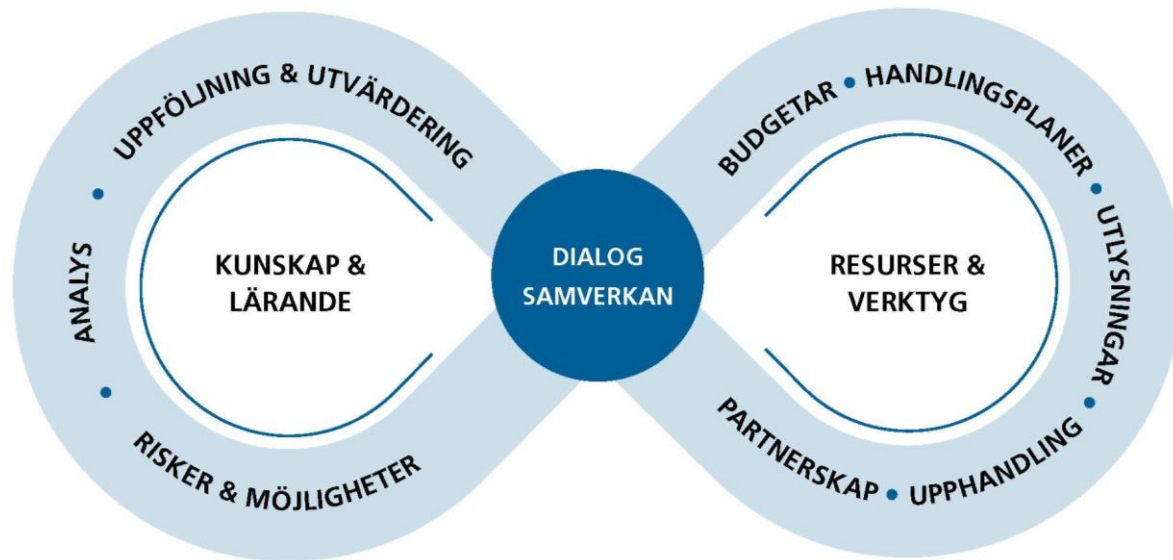 UPPFÖLJNING & UTVÄRDERING
ANALYS
RISKER & MÖJLIGHETER
KUNSKAP &
LÄRANDE
DIALOG
SAMVERKAN
RESURSER &
VERKTYG
BUDGETAR • HANDLINGSPLANER • UTLYSNINGAR •
PARTNERSKAP • UPPHANDLING